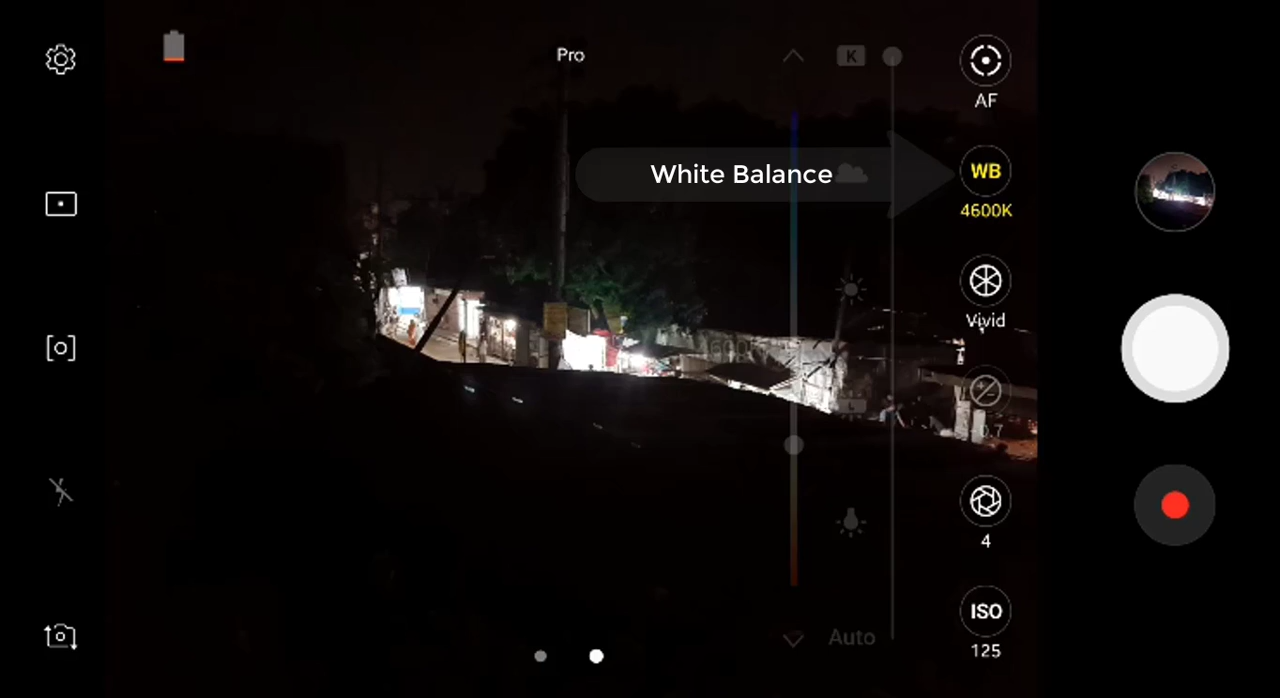 Pro
K
AF
White Balance
WB
4600K
Vivid
L
-0.7
4
Auto
ISO
125